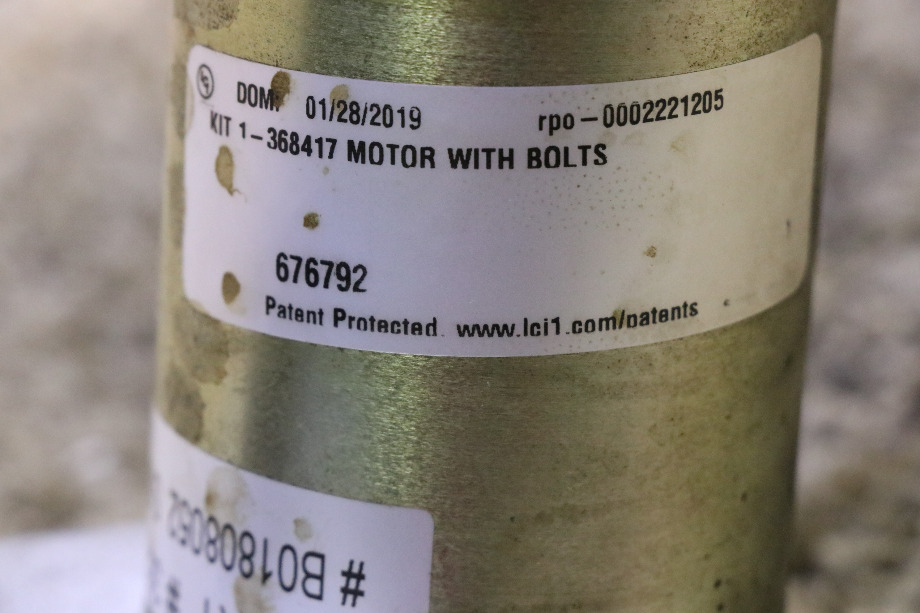 DOM: 01/28/2019 rpo-0002221205
KIT 1-368417 MOTOR WITH BOLTS
676792
Patent Protected. www.lci1.com/patents
# B01808052